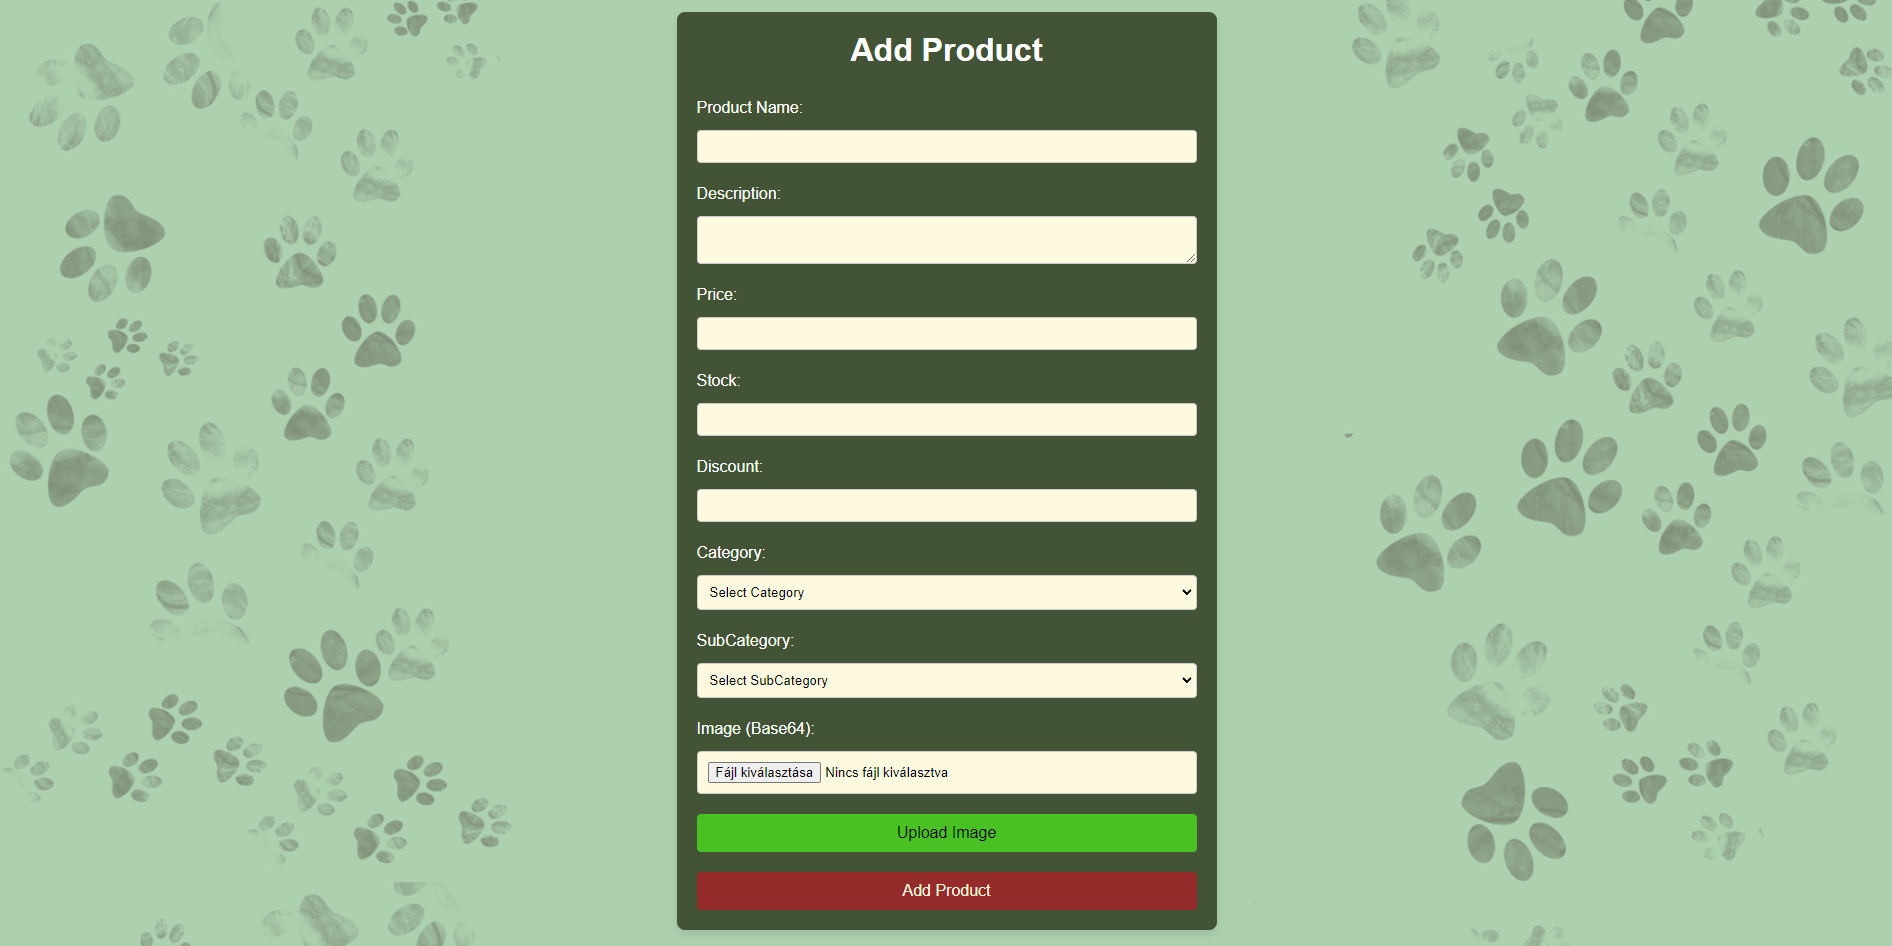 Add Product
Product Name:
Description:
Price:
Stock:
Discount:
Category:
Select Category
SubCategory:
Select SubCategory
Image (Base64):
Fájl kiválasztása Nincs fájl kiválasztva
Upload Image
Add Product